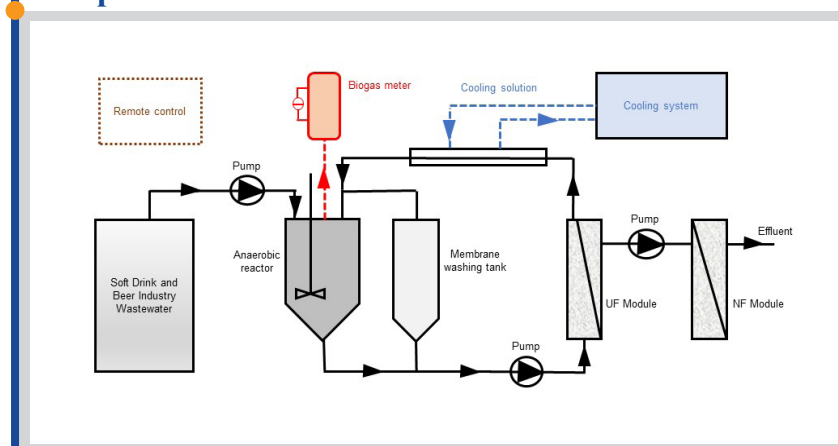 Remote control
Biogas meter
Cooling solution
Cooling system
Pump
Soft Drink and
Beer Industry
Wastewater
Anaerobic
reactor
Membrane
washing tank
Pump
UF Module
Pump
Effluent
NF Module